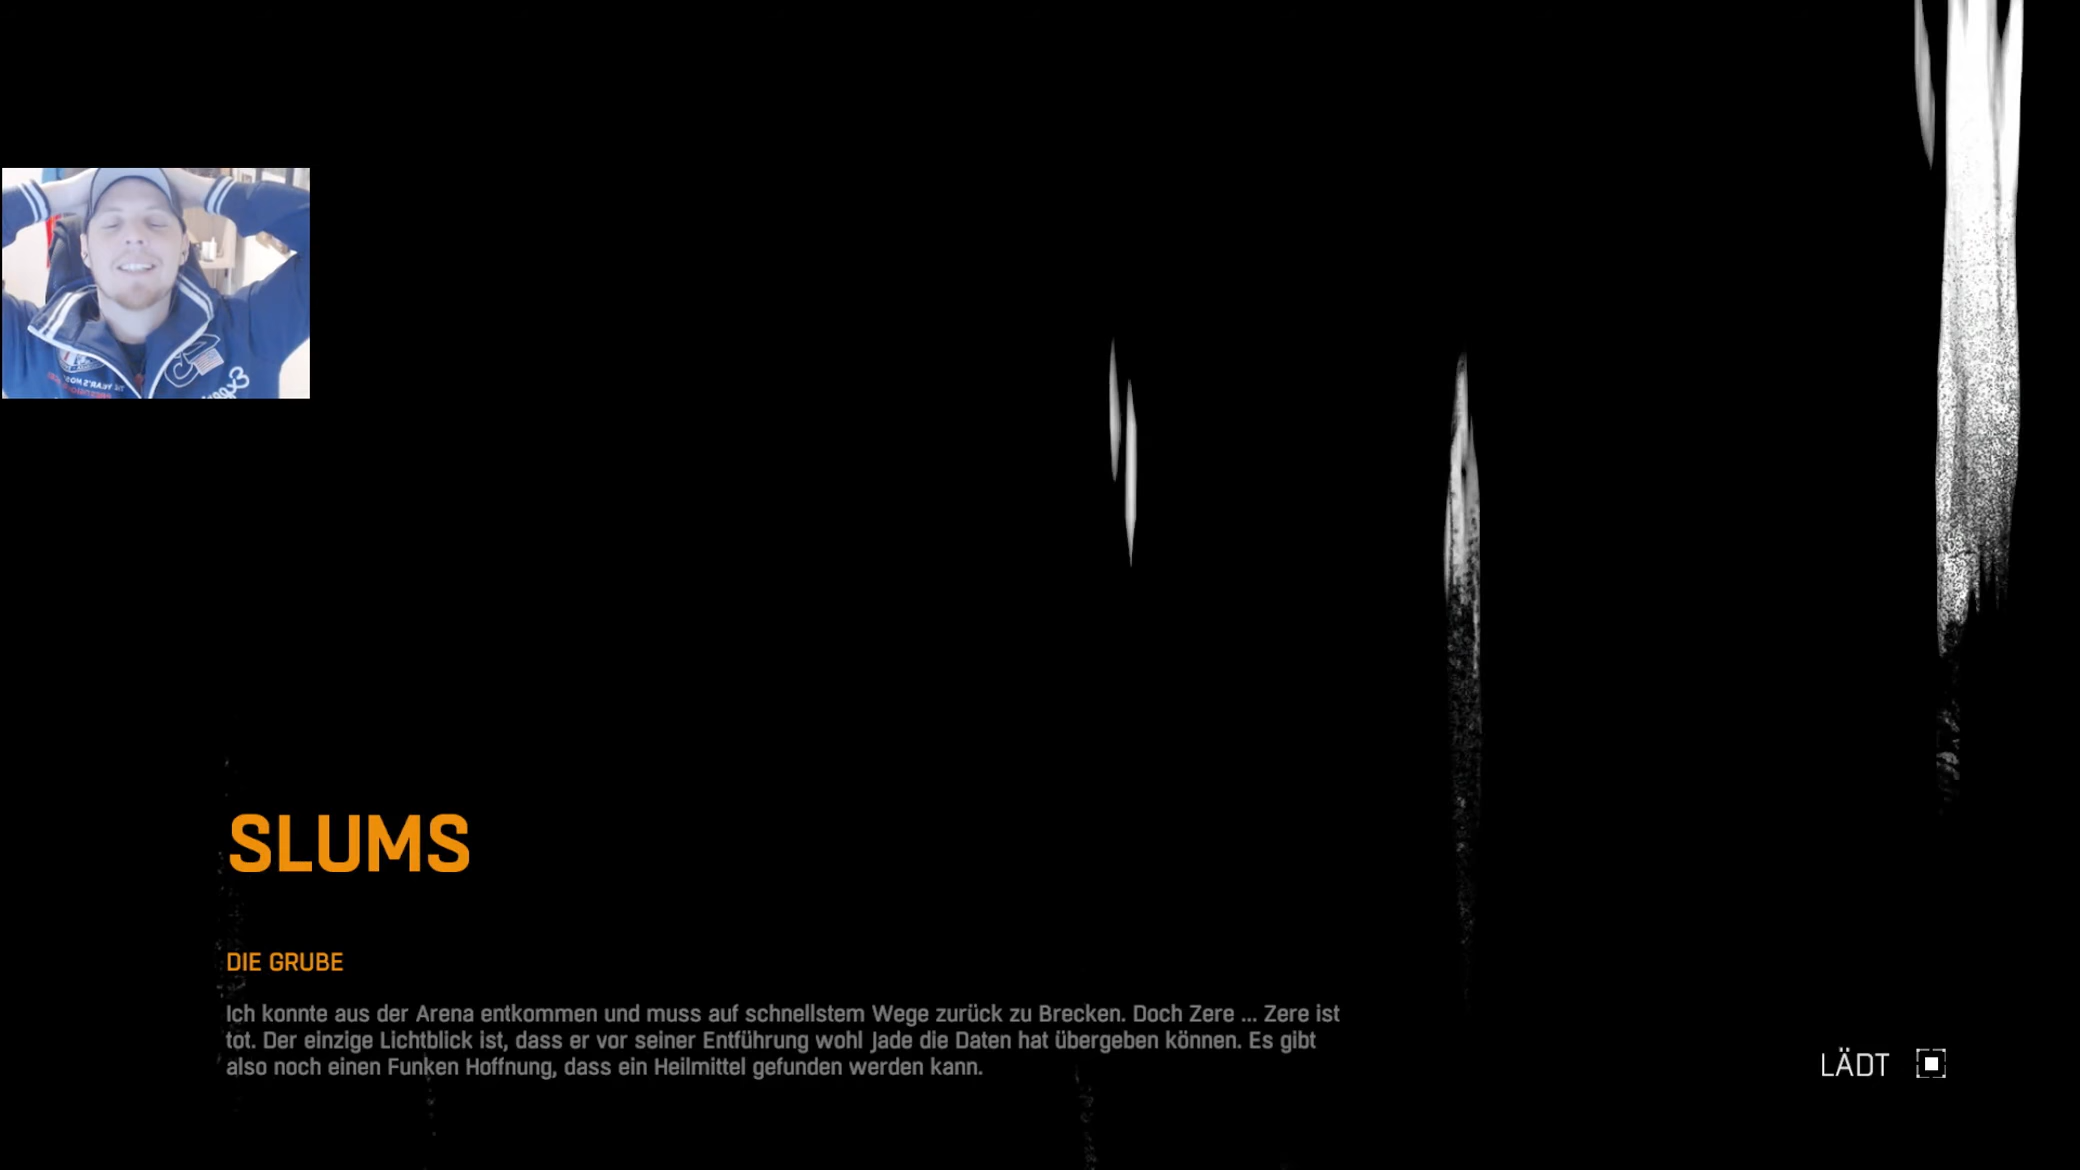 SLUMS
DIE GRUBE
Ich konnte aus der Arena entkommen und muss auf schnellstem Wege zurück zu Brecken. Doch Zere ... Zere ist
tot. Der einzige Lichtblick ist, dass er vor seiner Entführung wohl Jade die Daten hat übergeben können. Es gibt
also noch einen Funken Hoffnung, dass ein Heilmittel gefunden werden kann.
LÄDT